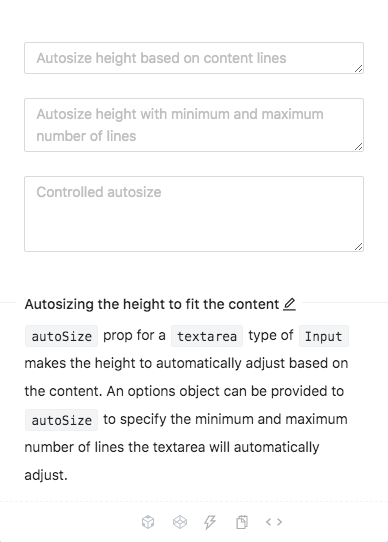 Autosize height based on content lines
Autosize height with minimum and maximum
number of lines
Controlled autosize
Autosizing the height to fit the content
autoSize prop for a textarea type of Input
makes the height to automatically adjust based on
the content. An options object can be provided to
autoSize to specify the minimum and maximum
number of lines the textarea will automatically
adjust.